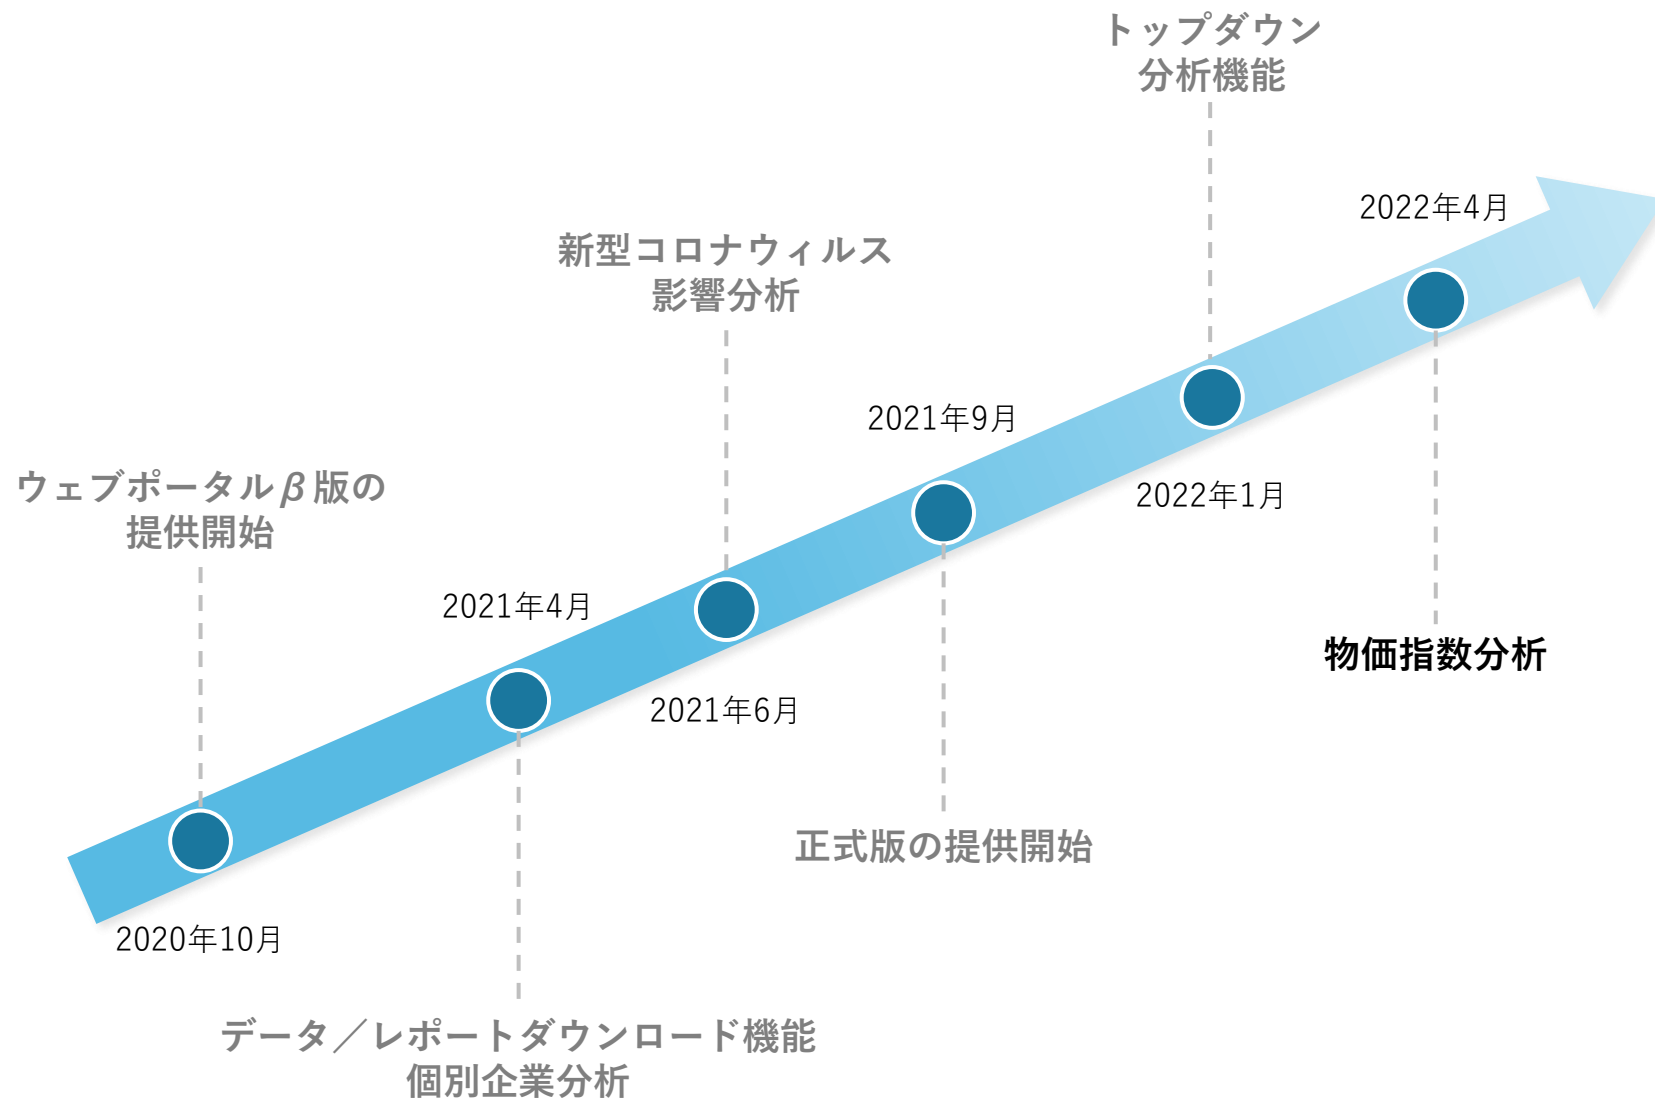 ウェブポータルβ版の
提供開始
2020年10月
2021年4月
データ／レポートダウンロード機能
個別企業分析
新型コロナウィルス
影響分析
2021年6月
2021年9月
正式版の提供開始
トップダウン
分析機能
2022年1月
2022年4月
物価指数分析